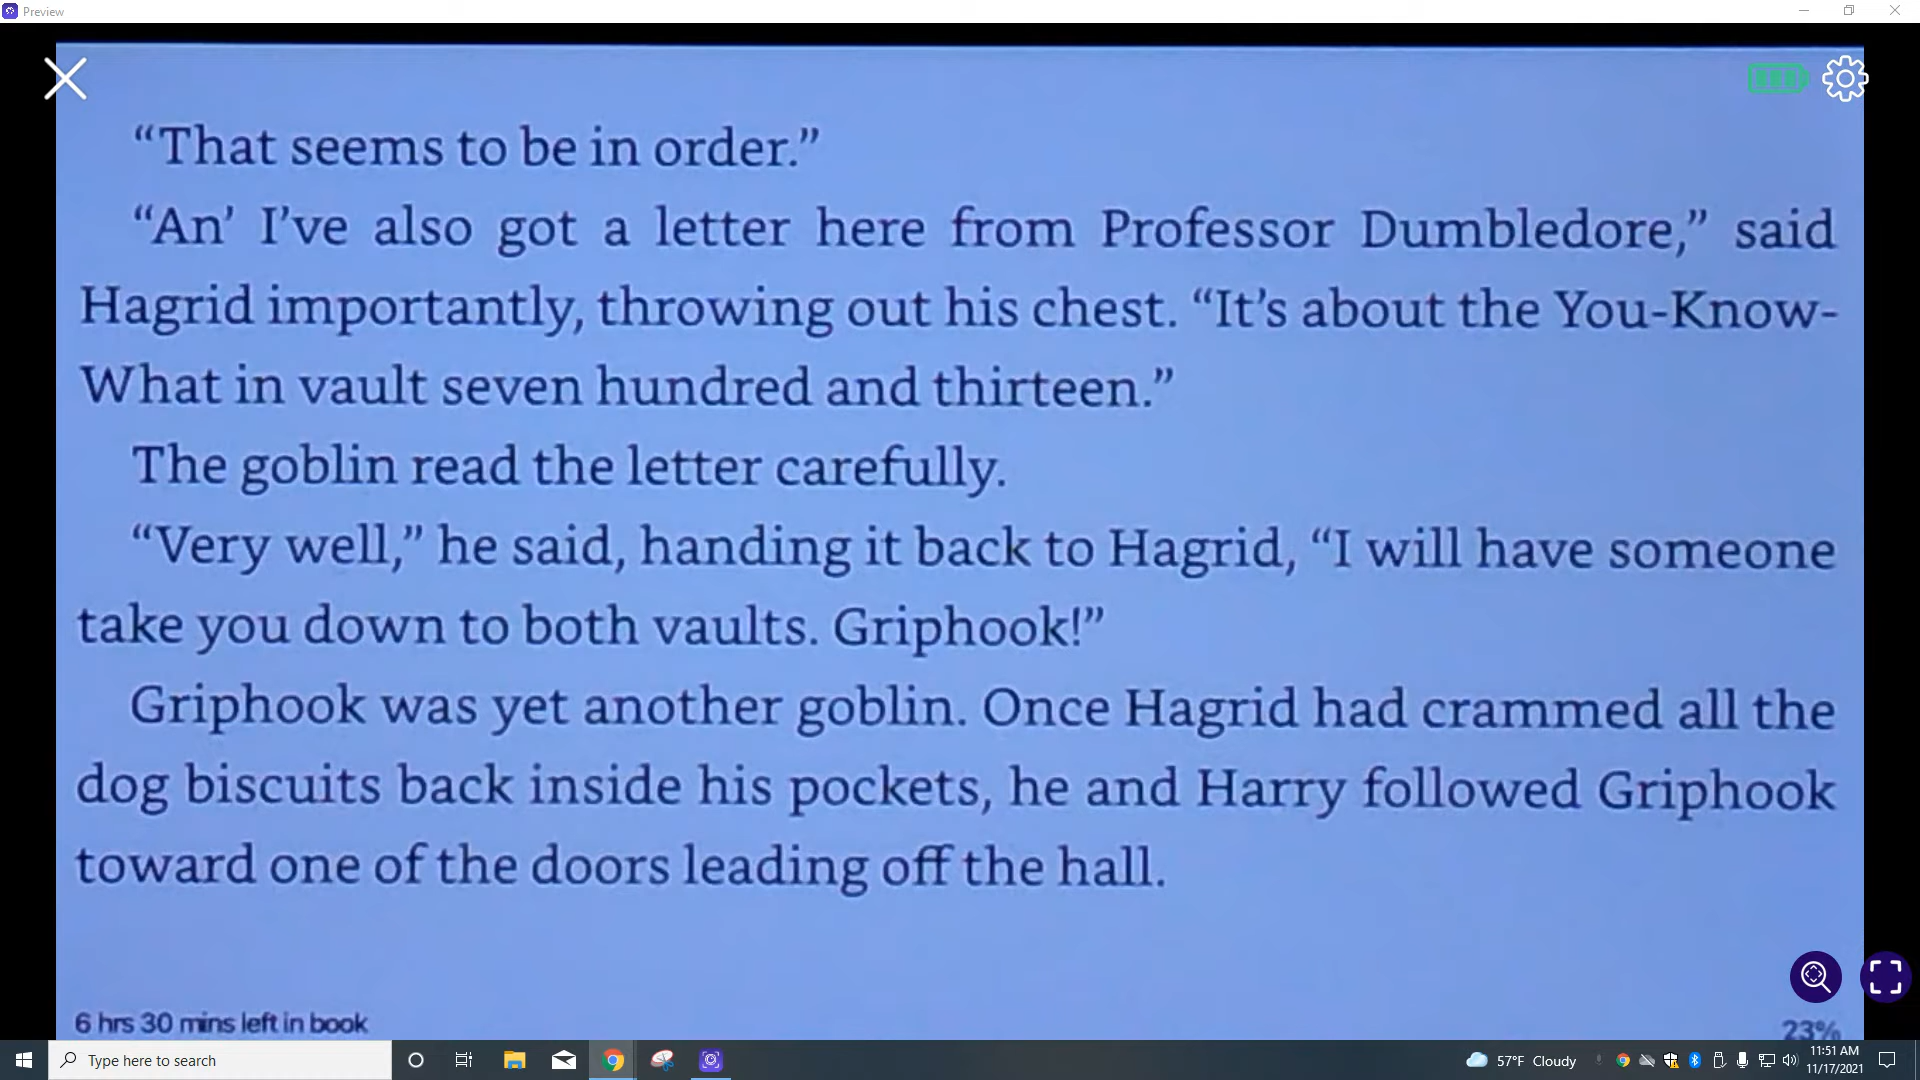 Preview
“That seems to be in order.”
“An’ I’ve also got a letter here from Professor Dumbledore,” said
Hagrid importantly, throwing out his chest. “It’s about the You-Know-
What in vault seven hundred and thirteen.”
The goblin read the letter carefully.
“Very well,” he said, handing it back to Hagrid, “I will have someone
take you down to both vaults. Griphook!”
Griphook was yet another goblin. Once Hagrid had crammed all the
dog biscuits back inside his pockets, he and Harry followed Griphook
toward one of the doors leading off the hall.
6 hrs 30 mins left in book
23%
Type here to search
57°F Cloudy
11:51 AM
11/17/2021